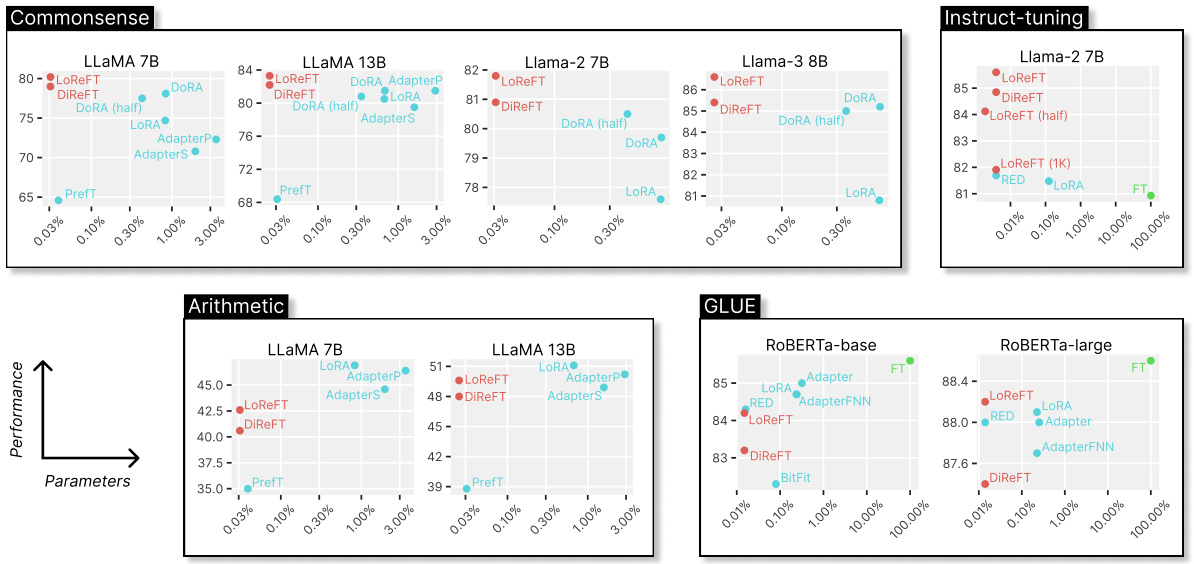 Commonsense
LLaMA 7B
80
75
70
65
LoReFT
DiReFT
DoRA
DoRA (half)
LoRA
AdapterP
AdapterS
PrefT
0.03%
0.10%
0.30%
1.00%
3.00%
LLaMA 13B
84
80
76
72
68
LoReFT
DiReFT
DoRA
AdapterP
DoRA (half)
LoRA
AdapterS
PrefT
0.03%
0.10%
0.30%
1.00%
3.00%
Llama-2 7B
82
81
80
79
78
LoReFT
DiReFT
DoRA (half)
DoRA
LoRA
0.03%
0.10%
0.30%
Llama-3 8B
86
85
84
83
82
81
LoReFT
DiReFT
DoRA
DoRA (half)
LoRA
0.03%
0.10%
0.30%
Instruct-tuning
Llama-2 7B
85
84
83
82
81
LoReFT
DiReFT
LoReFT (half)
LoReFT (1K)
RED
LoRA
FT
0.01%
0.10%
1.00%
10.00%
100.00%
Performance
Parameters
Arithmetic
LLaMA 7B
45.0
42.5
40.0
37.5
35.0
LoRA
AdapterP
AdapterS
LoReFT
DiReFT
PrefT
0.03%
0.10%
0.30%
1.00%
3.00%
LLaMA 13B
51
48
45
42
39
LoRA
AdapterP
LoReFT
AdapterS
DiReFT
PrefT
0.03%
0.10%
0.30%
1.00%
3.00%
GLUE
RoBERTa-base
85
84
83
FT
Adapter
LoRA
AdapterFNN
RED
LoReFT
DiReFT
BitFit
0.01%
0.10%
1.00%
10.00%
100.00%
RoBERTa-large
88.4
88.0
87.6
FT
LoReFT
LoRA
RED
Adapter
AdapterFNN
DiReFT
0.01%
0.10%
1.00%
10.00%
100.00%